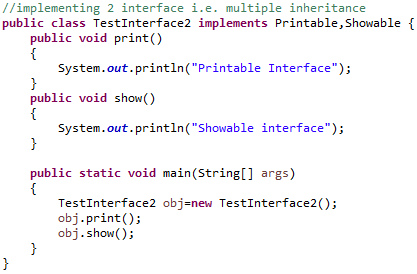 //implementing 2 interface i.e. multiple inheritance
public class TestInterface2 implements Printable,Showable {
    public void print()
    {
        System.out.println("Printable Interface");
    }
    public void show()
    {
        System.out.println("Showable interface");
    }

    public static void main(String[] args)
    {
        TestInterface2 obj=new TestInterface2();
        obj.print();
        obj.show();
    }
}